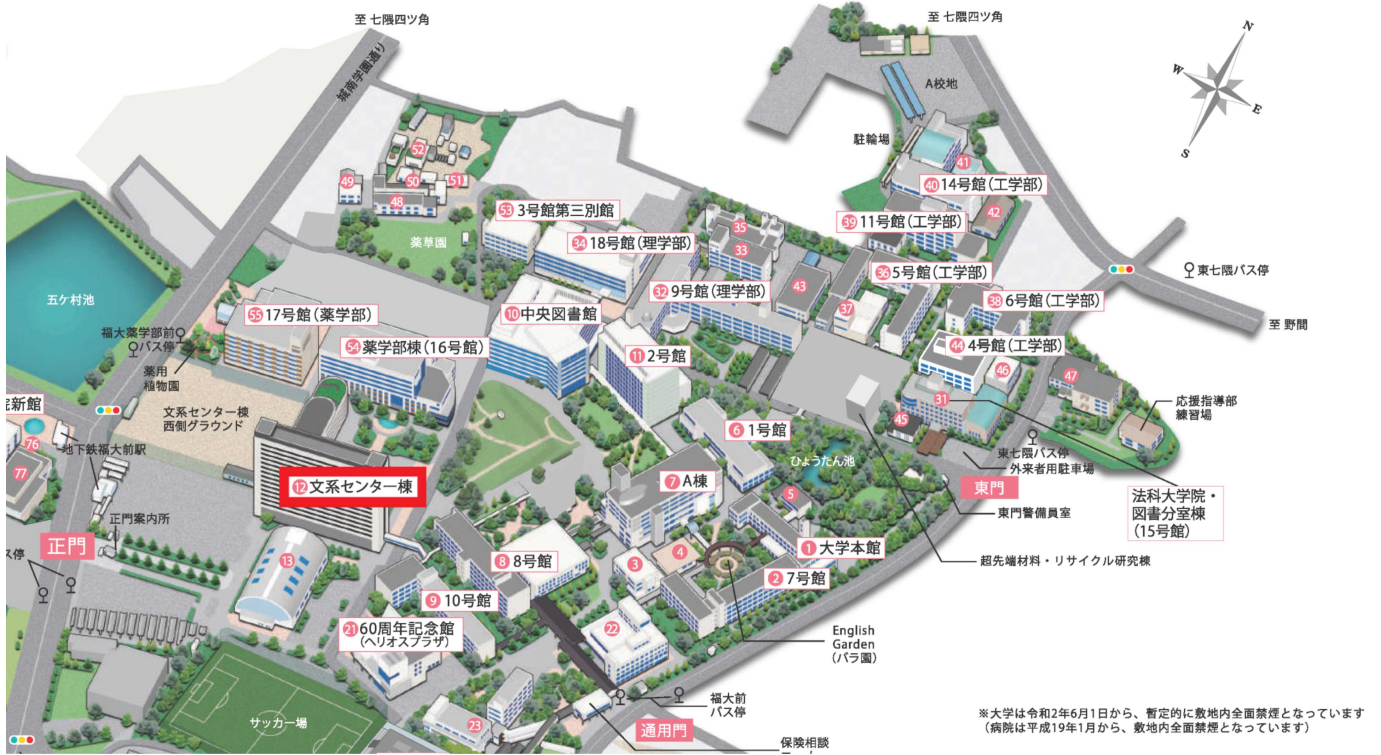 至 七隈四ツ角
至 七隈四ツ角
城南学園通り
A校地
駐輪場
N
W
E
S
52
49
50
51
48
41
40 14号館(工学部)
42
薬草園
53 3号館第三別館
34 18号館(理学部)
35
33
39 11号館(工学部)
五ケ村池
福大薬学部前
バス停
薬用
植物園
55 17号館(薬学部)
54 薬学部棟(16号館)
10 中央図書館
32 9号館(理学部)
43
36 5号館(工学部)
37
38 6号館(工学部)
東七隈バス停
至 野間
11 2号館
44 4号館(工学部)
46
47
31
45
応援指導部
練習場
文系センター棟
西側グラウンド
院新館
76
77
地下鉄福大前駅
正門案内所
正門
バス停
12 文系センター棟
13
6 1号館
ひょうたん池
7 A棟
5
東七隈バス停
外来者用駐車場
東門
東門警備員室
法科大学院・
図書分室棟
(15号館)
超先端材料・リサイクル研究棟
8 8号館
3
4
1 大学本館
2 7号館
9 10号館
21 60周年記念館
(ヘリオスプラザ)
22
English
Garden
(バラ園)
サッカー場
23
福大前
バス停
通用門
保険相談
※大学は令和2年6月1日から、暫定的に敷地内全面禁煙となっています
(病院は平成19年1月から、敷地内全面禁煙となっています)